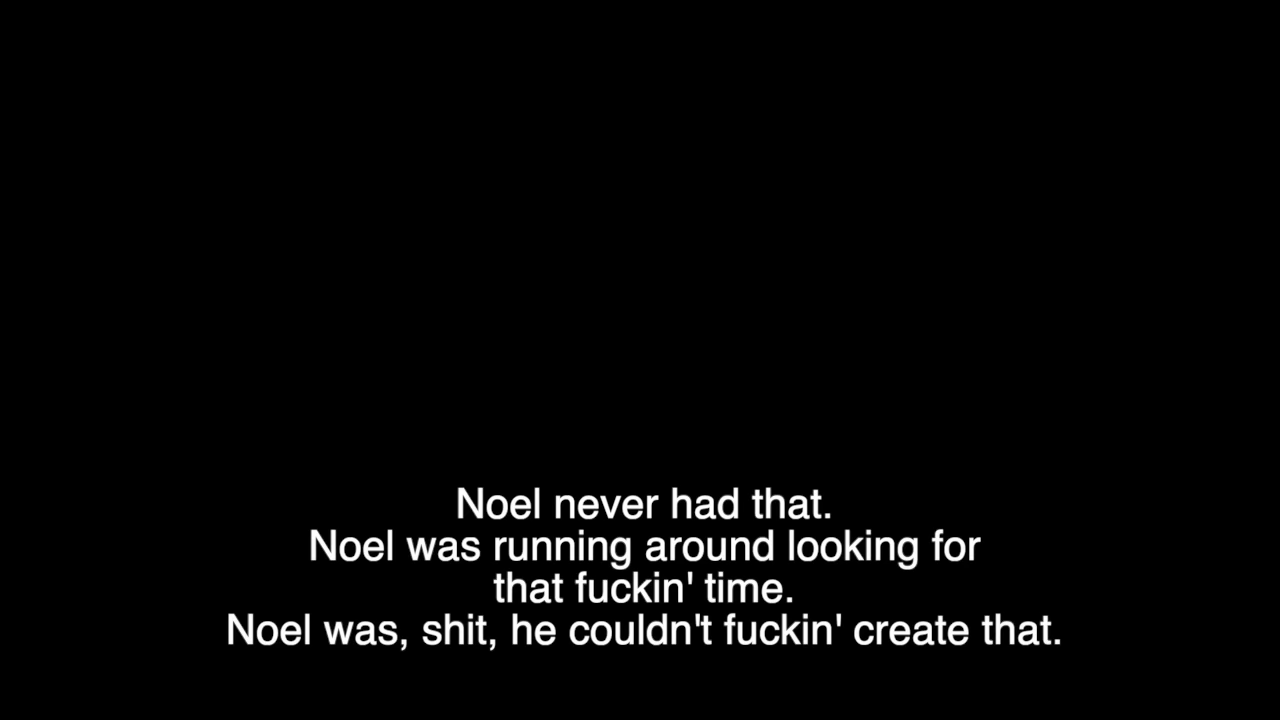 Noel never had that.
Noel was running around looking for
that fuckin' time.
Noel was, shit, he couldn't fuckin' create that.